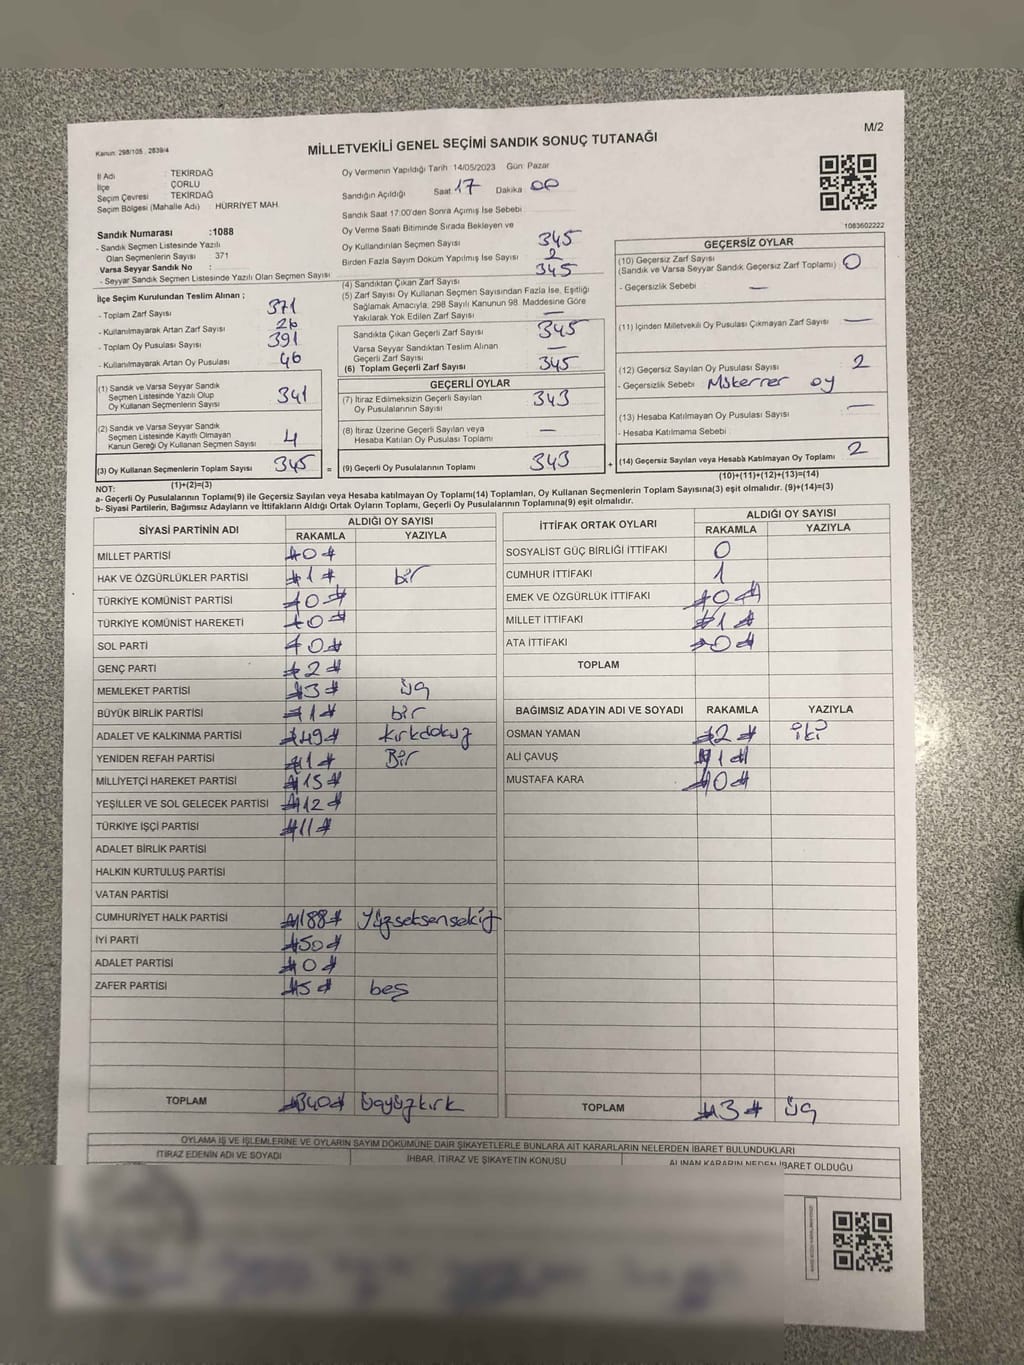 M/2
Kanun: 298/105 , 2839/4
MİLLETVEKİLİ GENEL SEÇİMİ SANDIK SONUÇ TUTANAĞI
İl Adı : TEKİRDAĞ
İlçe : ÇORLU
Seçim Çevresi : TEKİRDAĞ
Seçim Bölgesi (Mahalle Adı) : HÜRRİYET MAH.
Sandık Numarası :1088
- Sandık Seçmen Listesinde Yazılı
Olan Seçmenlerin Sayısı 371
Varsa Seyyar Sandık No :
- Seyyar Sandık Seçmen Listesinde Yazılı Olan Seçmen Sayısı
Oy Vermenin Yapıldığı Tarih 14/05/2023 Gün: Pazar
Sandığın Açıldığı Saat 17 Dakika 00
Sandık Saat 17:00'den Sonra Açımış İse Sebebi
Oy Verme Saati Bitiminde Sırada Bekleyen ve
Oy Kullandırılan Seçmen Sayısı 345
Birden Fazla Sayım Döküm Yapılmış İse Sayısı 2
(4) Sandıktan Çıkan Zarf Sayısı 345
(5) Zarf Sayısı Oy Kullanan Seçmen Sayısından Fazla İse, Eşitliği
Sağlamak Amacıyla, 298 Sayılı Kanunun 98. Maddesine Göre
Yakılarak Yok Edilen Zarf Sayısı —
1083602222
İlçe Seçim Kurulundan Teslim Alınan ;
- Toplam Zarf Sayısı 371
- Kullanılmayarak Artan Zarf Sayısı 26
- Toplam Oy Pusulası Sayısı 391
- Kullanılmayarak Artan Oy Pusulası 46
(1) Sandık ve Varsa Seyyar Sandık
Seçmen Listesinde Yazılı Olup
Oy Kullanan Seçmenlerin Sayısı 341
(2) Sandık ve Varsa Seyyar Sandık
Seçmen Listesinde Kayıtlı Olmayan
Kanun Gereği Oy Kullanan Seçmen Sayısı 4
(3) Oy Kullanan Seçmenlerin Toplam Sayısı 345 =
(1)+(2)=(3)
Sandıkta Çıkan Geçerli Zarf Sayısı 345
Varsa Seyyar Sandıktan Teslim Alınan
Geçerli Zarf Sayısı —
(6) Toplam Geçerli Zarf Sayısı 345
GEÇERLİ OYLAR
(7) İtiraz Edilmeksizin Geçerli Sayılan
Oy Pusulalarının Sayısı 343
(8) İtiraz Üzerine Geçerli Sayılan veya
Hesaba Katılan Oy Pusulası Toplamı —
(9) Geçerli Oy Pusulalarının Toplamı 343 +
GEÇERSİZ OYLAR
(10) Geçersiz Zarf Sayısı
(Sandık ve Varsa Seyyar Sandık Geçersiz Zarf Toplamı) 0
- Geçersizlik Sebebi —
(11) İçinden Milletvekili Oy Pusulası Çıkmayan Zarf Sayısı —
(12) Geçersiz Sayılan Oy Pusulası Sayısı 2
- Geçersizlik Sebebi Mükerrer oy
(13) Hesaba Katılmayan Oy Pusulası Sayısı —
- Hesaba Katılmama Sebebi
(14) Geçersiz Sayılan veya Hesaba Katılmayan Oy Toplamı 2
(10)+(11)+(12)+(13)=(14)
NOT:
a- Geçerli Oy Pusulalarının Toplamı(9) ile Geçersiz Sayılan veya Hesaba katılmayan Oy Toplamı(14) Toplamları, Oy Kullanan Seçmenlerin Toplam Sayısına(3) eşit olmalıdır. (9)+(14)=(3)
b- Siyasi Partilerin, Bağımsız Adayların ve İttifakların Aldığı Ortak Oyların Toplamı, Geçerli Oy Pusulalarının Toplamına(9) eşit olmalıdır.
SİYASİ PARTİNİN ADI ALDIĞI OY SAYISI
RAKAMLA YAZIYLA
MİLLET PARTİSİ #0#
HAK VE ÖZGÜRLÜKLER PARTİSİ #1# bir
TÜRKİYE KOMÜNİST PARTİSİ #0#
TÜRKİYE KOMÜNİST HAREKETİ #0#
SOL PARTİ #0#
GENÇ PARTİ #2#
MEMLEKET PARTİSİ #3# üç
BÜYÜK BİRLİK PARTİSİ #1# bir
ADALET VE KALKINMA PARTİSİ #49# kırkdokuz
YENİDEN REFAH PARTİSİ #1# Bir
MİLLİYETÇİ HAREKET PARTİSİ #15#
YEŞİLLER VE SOL GELECEK PARTİSİ #12#
TÜRKİYE İŞÇİ PARTİSİ #11#
ADALET BİRLİK PARTİSİ
HALKIN KURTULUŞ PARTİSİ
VATAN PARTİSİ
CUMHURİYET HALK PARTİSİ #188# Yüzseksensekiz
İYİ PARTİ #50#
ADALET PARTİSİ #0#
ZAFER PARTİSİ #5# beş
TOPLAM #340# üçyüzkırk
İTTİFAK ORTAK OYLARI ALDIĞI OY SAYISI
RAKAMLA YAZIYLA
SOSYALİST GÜÇ BİRLİĞİ İTTİFAKI 0
CUMHUR İTTİFAKI 1
EMEK VE ÖZGÜRLÜK İTTİFAKI #0#
MİLLET İTTİFAKI #1#
ATA İTTİFAKI #0#
TOPLAM
BAĞIMSIZ ADAYIN ADI VE SOYADI RAKAMLA YAZIYLA
OSMAN YAMAN #2# iki
ALİ ÇAVUŞ #1#
MUSTAFA KARA #0#
TOPLAM #3# üç
OYLAMA İŞ VE İŞLEMLERİNE VE OYLARIN SAYIM DÖKÜMÜNE DAİR ŞİKAYETLERLE BUNLARA AİT KARARLARIN NELERDEN İBARET BULUNDUKLARI
İTİRAZ EDENİN ADI VE SOYADI İHBAR, İTİRAZ VE ŞİKAYETİN KONUSU ALINAN KARARIN NEDEN İBARET OLDUĞU